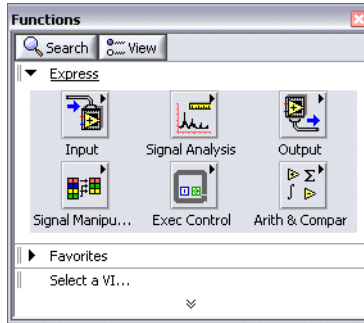 Functions
Search View
Express
Input Signal Analysis Output
Signal Manipu... Exec Control Arith & Compar
Favorites
Select a VI...